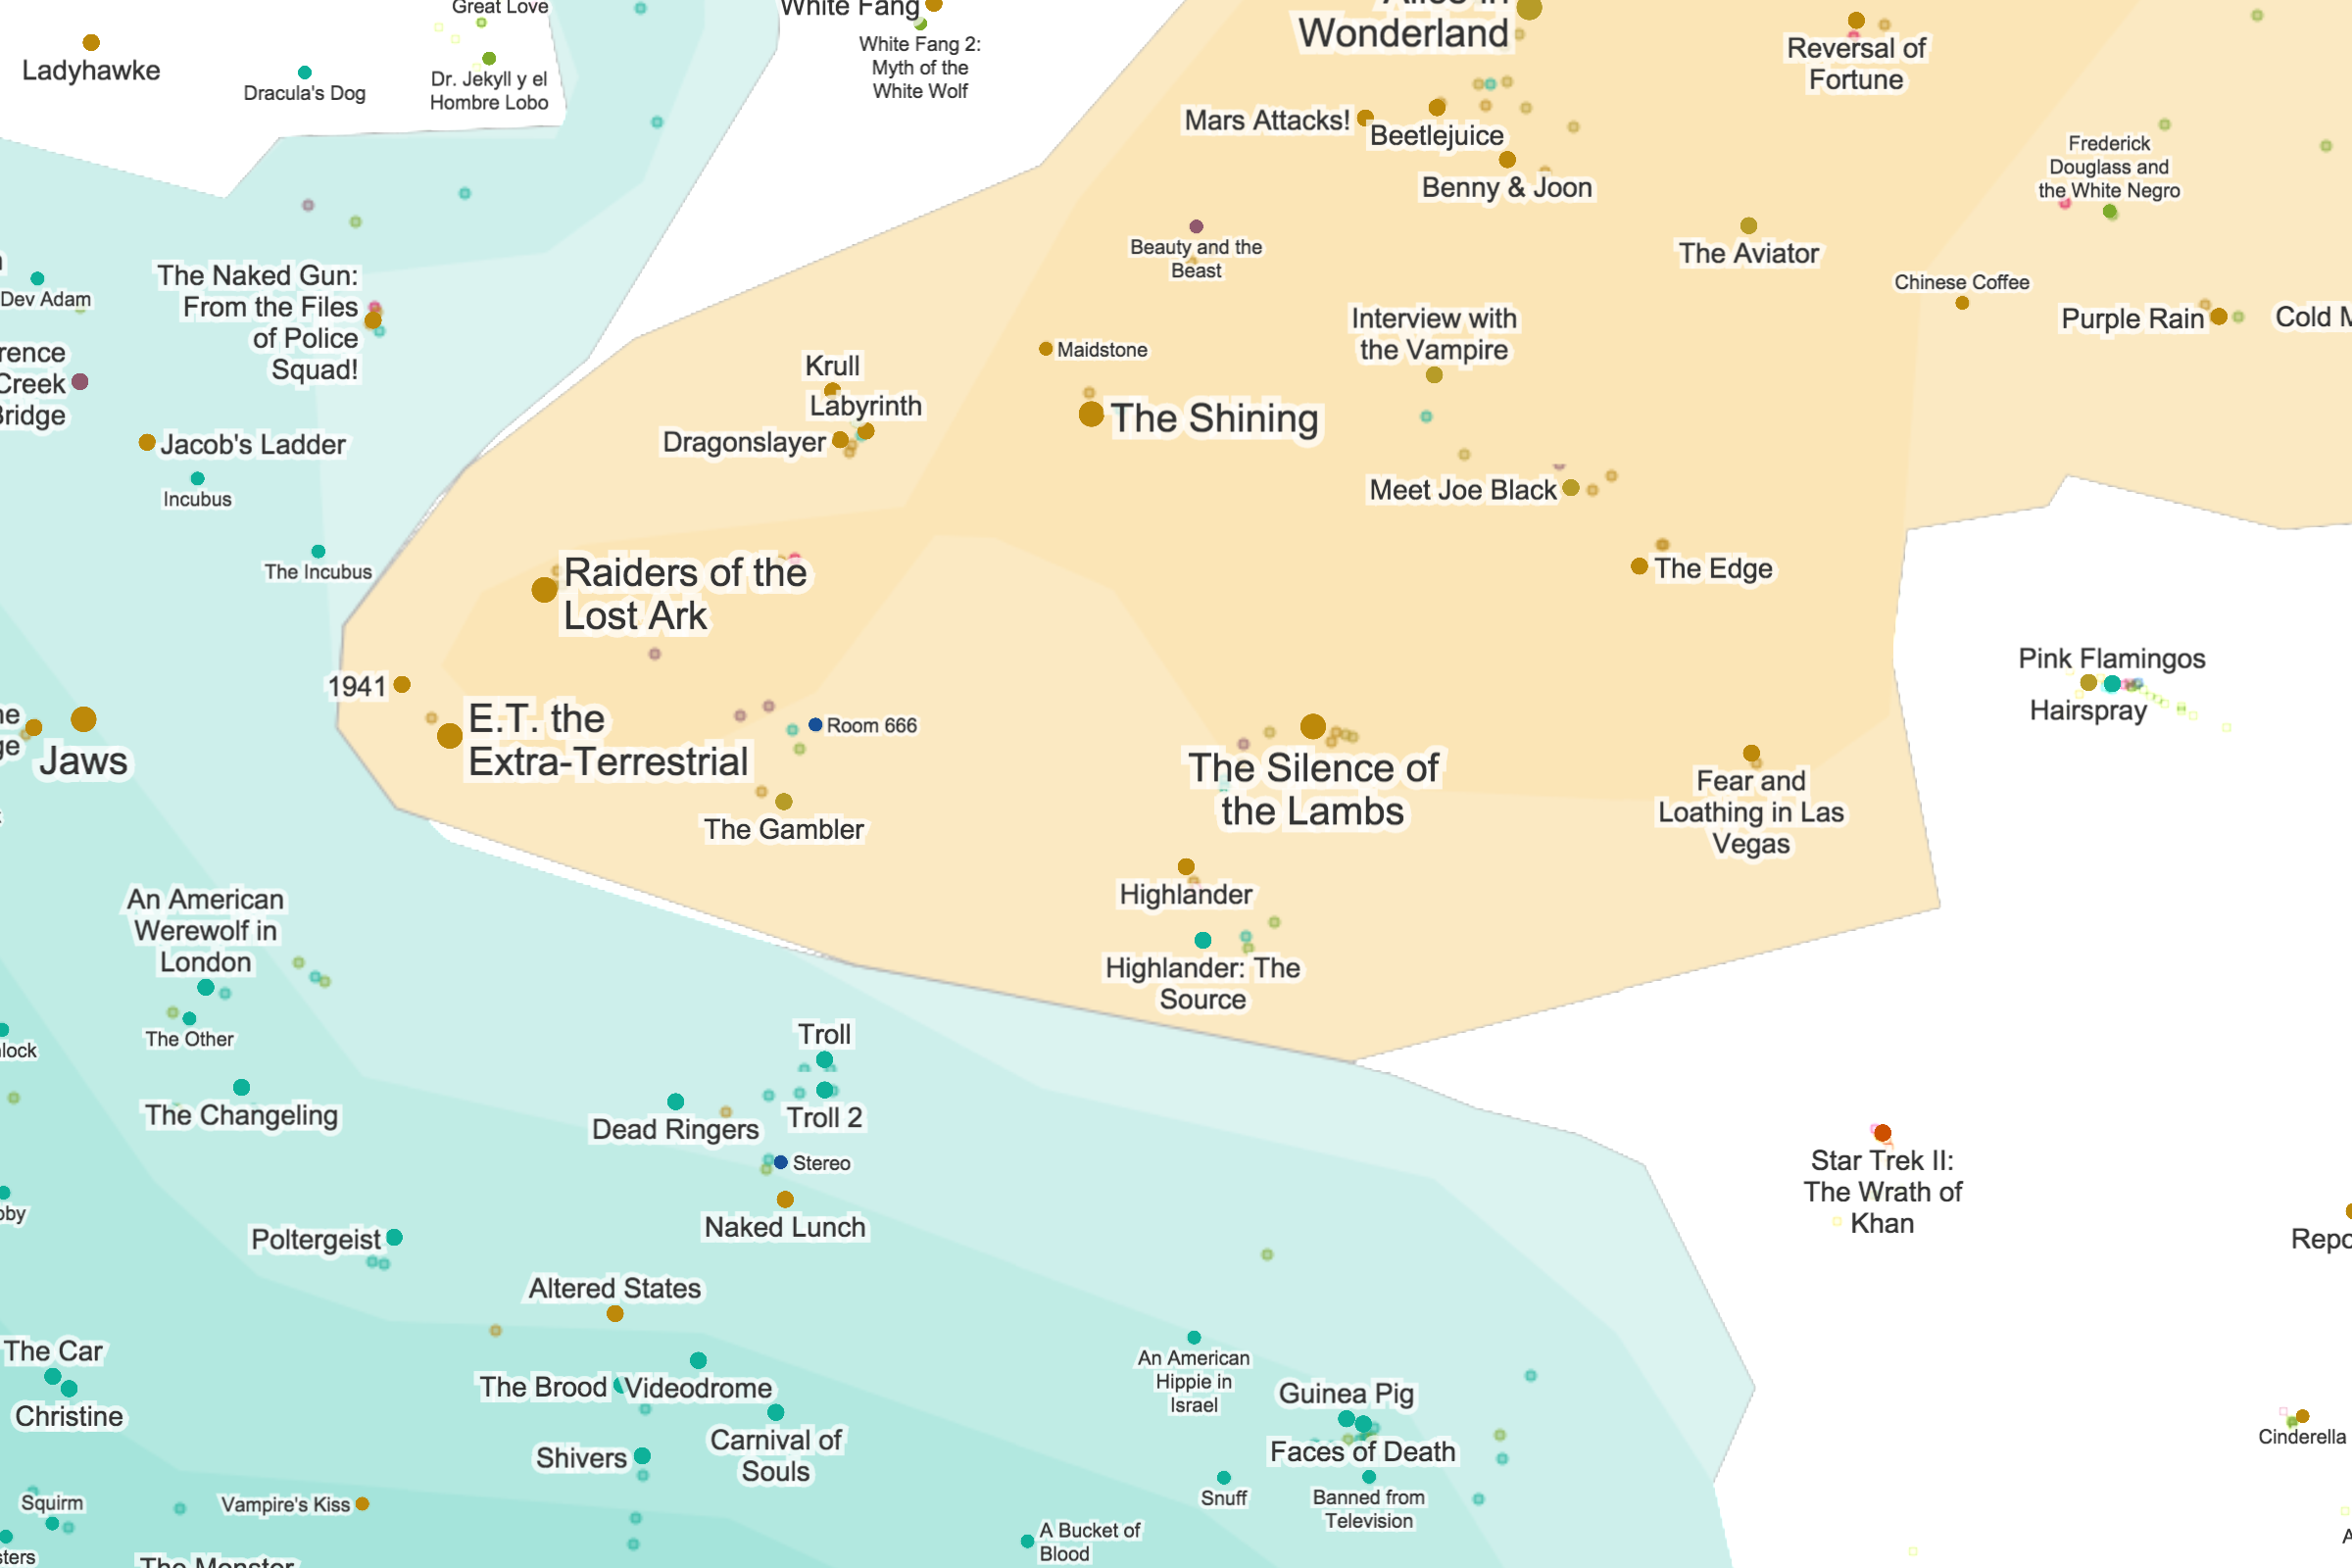 Great Love
White Fang
Wonderland
Ladyhawke
Dracula's Dog
Dr. Jekyll y el
Hombre Lobo
White Fang 2:
Myth of the
White Wolf
Reversal of
Fortune
Mars Attacks!
Beetlejuice
Benny & Joon
Frederick
Douglass and
the White Negro
Beauty and the
Beast
The Aviator
Chinese Coffee
Purple Rain
Cold M
Dev Adam
The Naked Gun:
From the Files
of Police
Squad!
rence
Creek
Bridge
Interview with
the Vampire
Maidstone
Krull
Labyrinth
Dragonslayer
The Shining
Jacob's Ladder
Incubus
Meet Joe Black
The Incubus
The Edge
Raiders of the
Lost Ark
Pink Flamingos
Hairspray
1941
E.T. the
Extra-Terrestrial
Room 666
Jaws
The Gambler
The Silence of
the Lambs
Fear and
Loathing in Las
Vegas
Highlander
Highlander: The
Source
An American
Werewolf in
London
The Other
lock
The Changeling
Troll
Troll 2
Dead Ringers
Stereo
Naked Lunch
Star Trek II:
The Wrath of
Khan
oby
Poltergeist
Repo
Altered States
The Car
Christine
The Brood
Videodrome
Carnival of
Souls
Shivers
An American
Hippie in
Israel
Guinea Pig
Faces of Death
Snuff
Banned from
Television
Cinderella
Squirm
Vampire's Kiss
A Bucket of
Blood
sters
The Monster